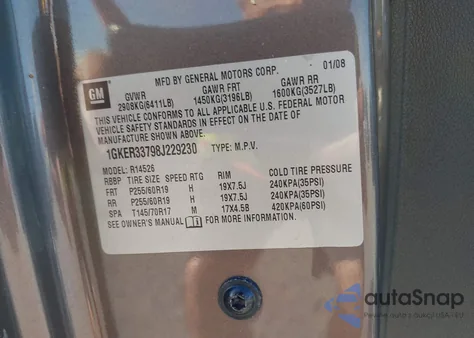 MFD BY GENERAL MOTORS CORP. 01/08
GM
GVWR GAWR FRT GAWR RR
2908KG(6411LB) 1450KG(3196LB) 1600KG(3527LB)
THIS VEHICLE CONFORMS TO ALL APPLICABLE U.S. FEDERAL MOTOR
VEHICLE SAFETY STANDARDS IN EFFECT ON THE DATE OF
MANUFACTURE SHOWN ABOVE.
1GKER33798J229230 TYPE: M.P.V.
MODEL: R14526
RBBP TIRE SIZE SPEED RTG RIM COLD TIRE PRESSURE
FRT P255/60R19 H 19X7.5J 240KPA(35PSI)
RR P255/60R19 H 19X7.5J 240KPA(35PSI)
SPA T145/70R17 M 17X4.5B 420KPA(60PSI)
SEE OWNER'S MANUAL FOR MORE INFORMATION.
autaSnap